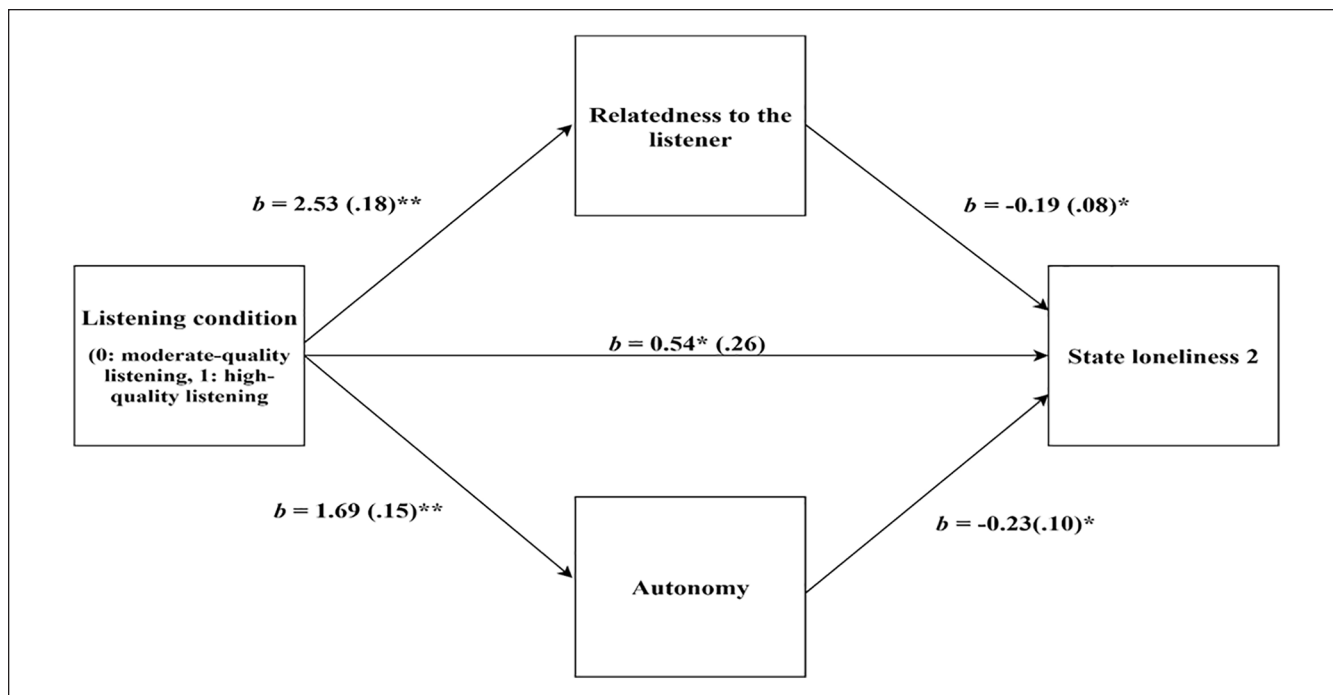 Relatedness to the
listener
b = 2.53 (.18)**
b = -0.19 (.08)*
Listening condition
(0: moderate-quality
listening, 1: high-
quality listening
b = 0.54* (.26)
State loneliness 2
b = 1.69 (.15)**
b = -0.23(.10)*
Autonomy